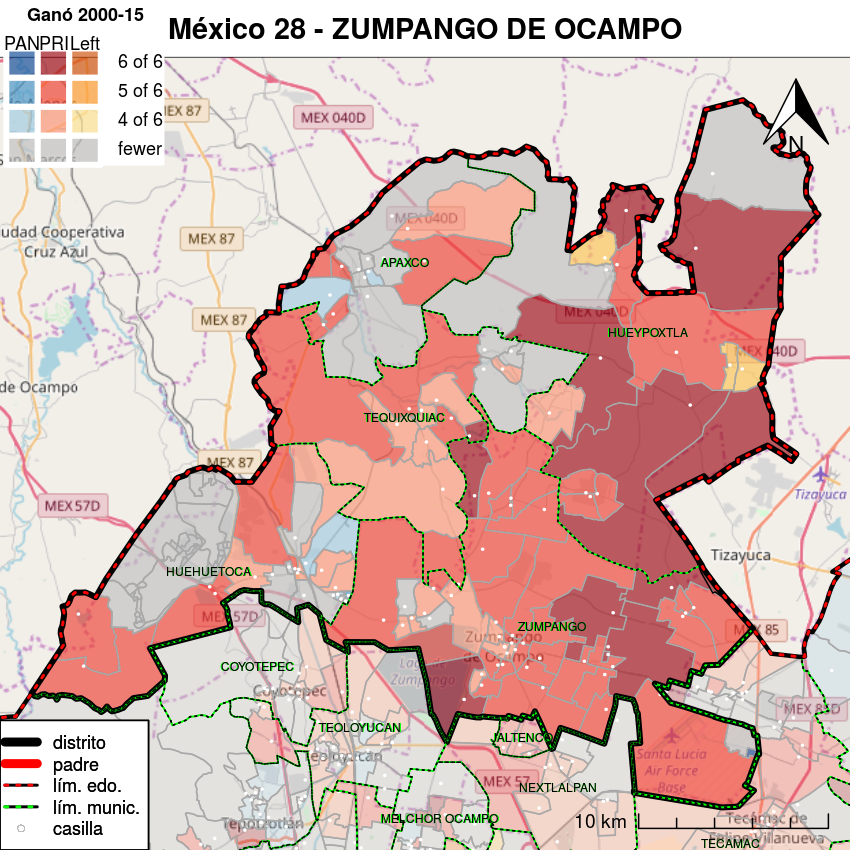 Ganó 2000-15
México 28 - ZUMPANGO DE OCAMPO
PAN PRI Left
6 of 6
5 of 6
4 of 6
fewer
MEX 87
MEX 040D
N
udad Cooperativa
Cruz Azul
MEX 87
MEX 040D
APAXCO
MEX 87
MEX 040D
HUEYPOXTLA
MEX 040D
de Ocampo
TEQUIXQUIAC
MEX 87
MEX 57D
Tizayuca
Tizayuca
HUEHUETOCA
MEX 57D
ZUMPANGO
MEX 85
Zumpango
de Ocampo
COYOTEPEC
Coyotepec
Lago de
Zumpango
MEX 85D
distrito
padre
lím. edo.
lím. munic.
casilla
TEOLOYUCAN
Teoloyucan
JALTENCO
Santa Lucía
Air Force
Base
MEX 57
NEXTLALPAN
MELCHOR OCAMPO
Tepotzotlán
10 km
Tecámac de
Felipe Villanueva
TECAMAC